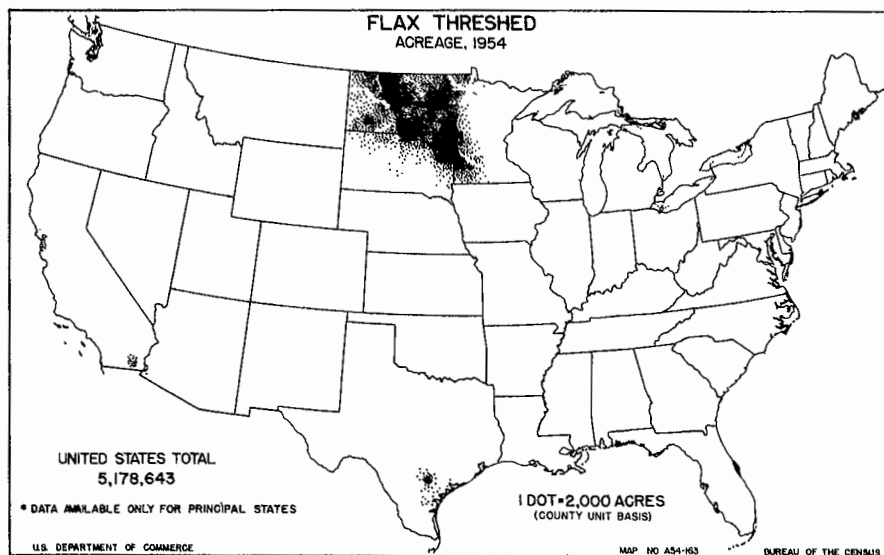 FLAX THRESHED
ACREAGE, 1954
UNITED STATES TOTAL
5,178,643
* DATA AVAILABLE ONLY FOR PRINCIPAL STATES
1 DOT=2,000 ACRES
(COUNTY UNIT BASIS)
U.S. DEPARTMENT OF COMMERCE
MAP NO A54-163
BUREAU OF THE CENSUS